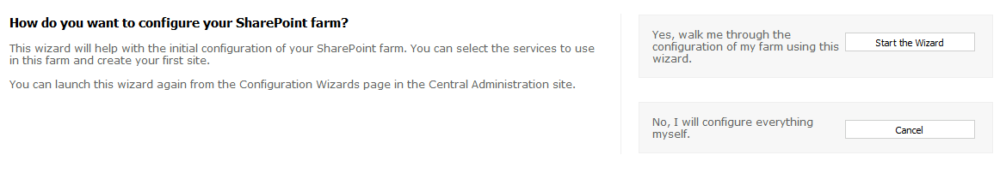 How do you want to configure your SharePoint farm?
This wizard will help with the initial configuration of your SharePoint farm. You can select the services to use
in this farm and create your first site.
You can launch this wizard again from the Configuration Wizards page in the Central Administration site.
Yes, walk me through the
configuration of my farm using this
wizard.
Start the Wizard
No, I will configure everything
myself.
Cancel